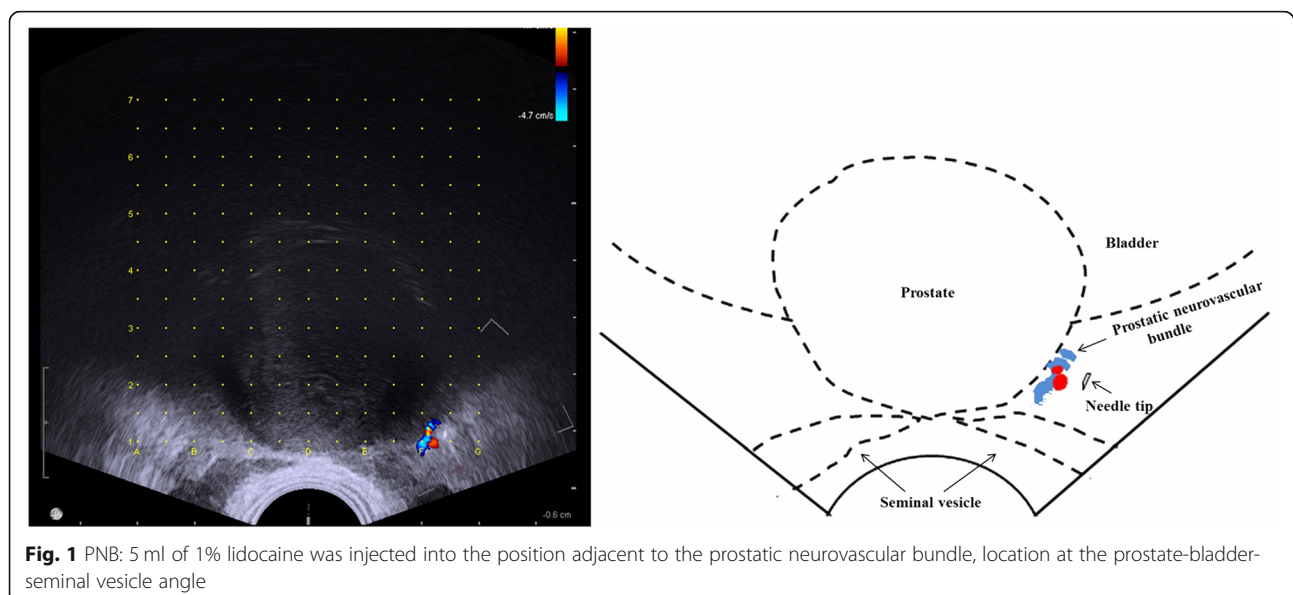 -4.7 cm/s
7
6
5
4
3
2
1
A B C D E G
-0.6 cm
Bladder
Prostate
Prostatic neurovascular
bundle
Needle tip
Seminal vesicle
Fig. 1 PNB: 5 ml of 1% lidocaine was injected into the position adjacent to the prostatic neurovascular bundle, location at the prostate-bladder-
seminal vesicle angle